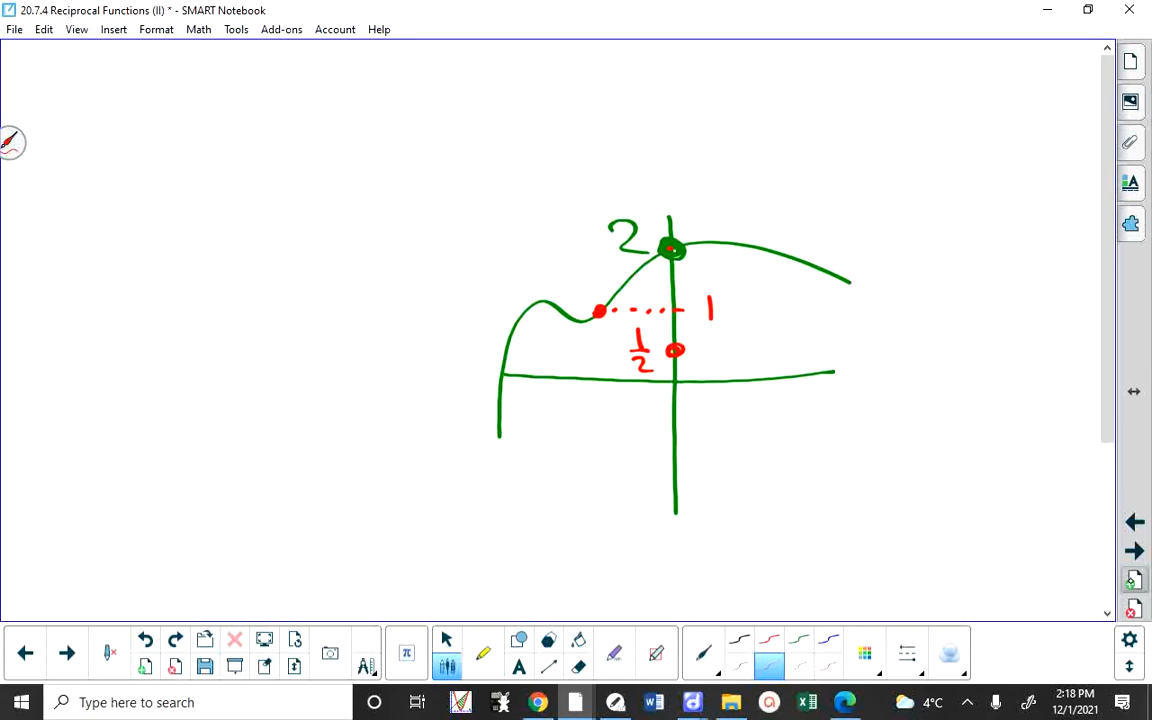 20.7.4 Reciprocal Functions (II) * - SMART Notebook
File Edit View Insert Format Math Tools Add-ons Account Help
2
1
1/2
π
A
Type here to search
4°C
2:18 PM
12/1/2021